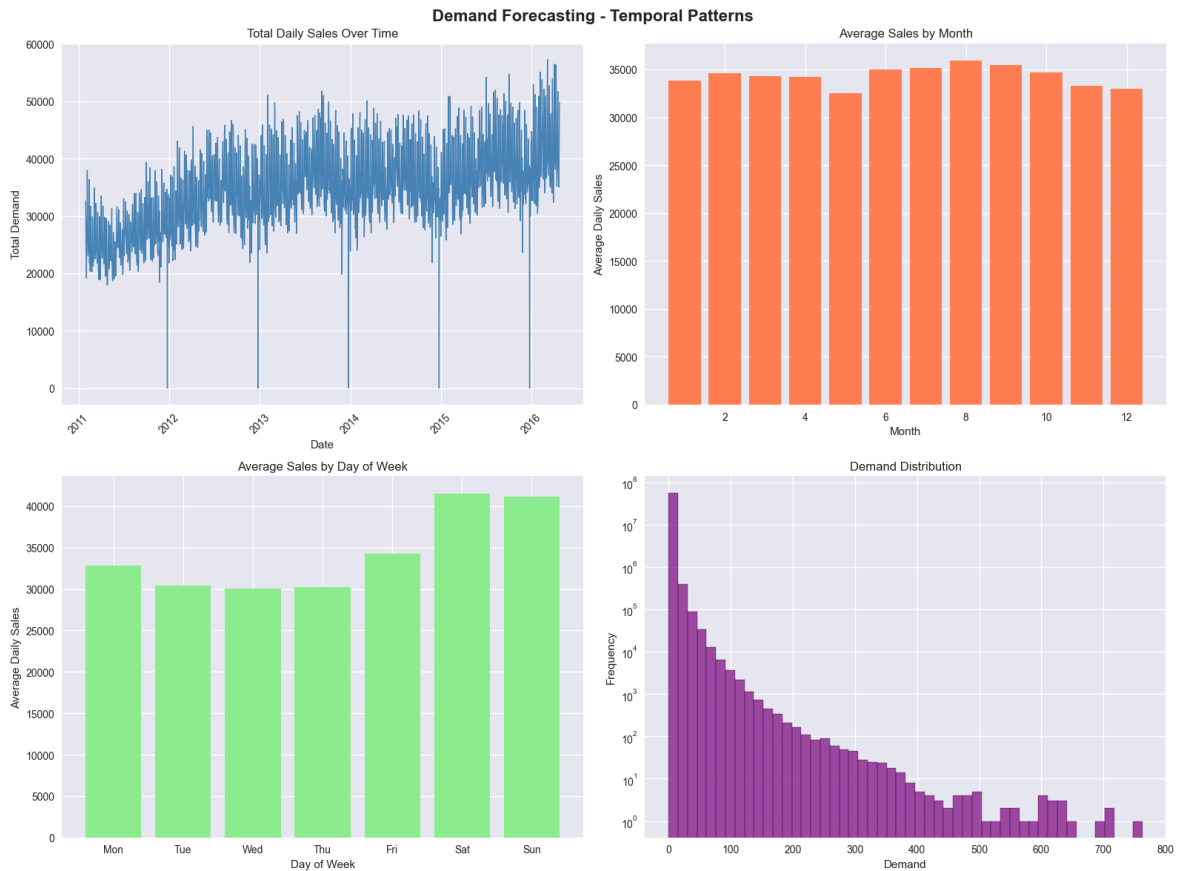 Demand Forecasting - Temporal Patterns
Total Daily Sales Over Time
60000
50000
40000
30000
20000
10000
0
Total Demand
2011
2012
2013
2014
2015
2016
Date
Average Sales by Month
35000
30000
25000
20000
15000
10000
5000
0
Average Daily Sales
2
4
6
8
10
12
Month
Average Sales by Day of Week
40000
35000
30000
25000
20000
15000
10000
5000
0
Average Daily Sales
Mon
Tue
Wed
Thu
Fri
Sat
Sun
Day of Week
Demand Distribution
10⁸
10⁷
10⁶
10⁵
10⁴
10³
10²
10¹
10⁰
Frequency
0
100
200
300
400
500
600
700
800
Demand